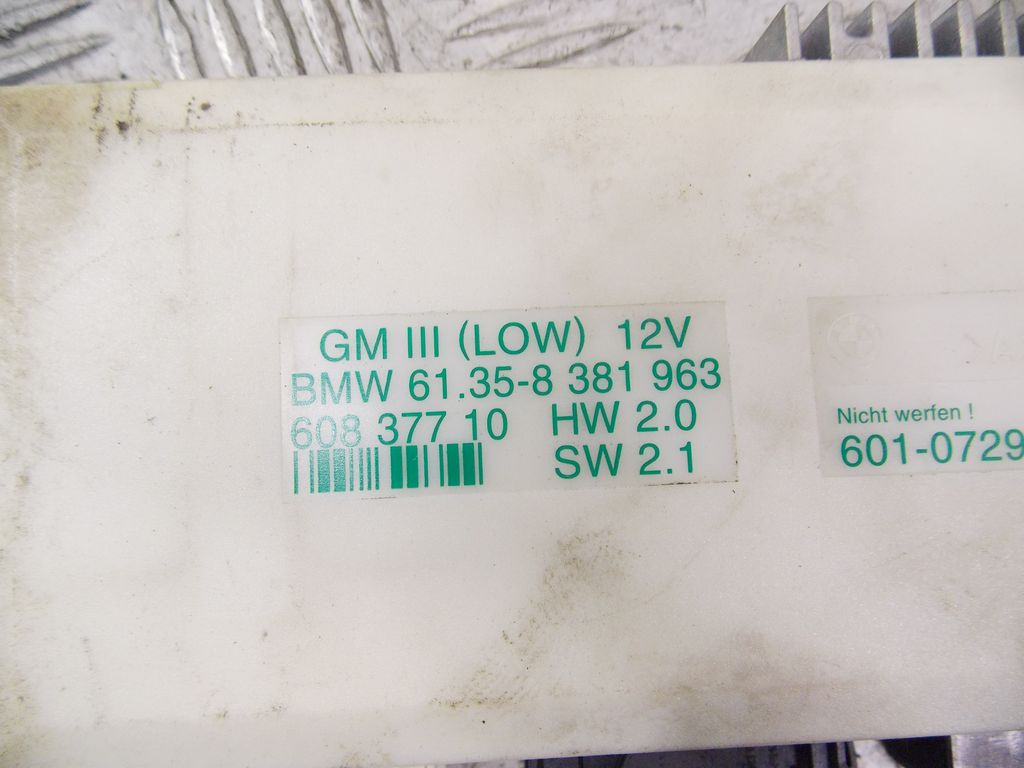 GM III (LOW) 12V
BMW 61.35-8 381 963
608 377 10 HW 2.0
SW 2.1
Nicht werfen !
601-0729